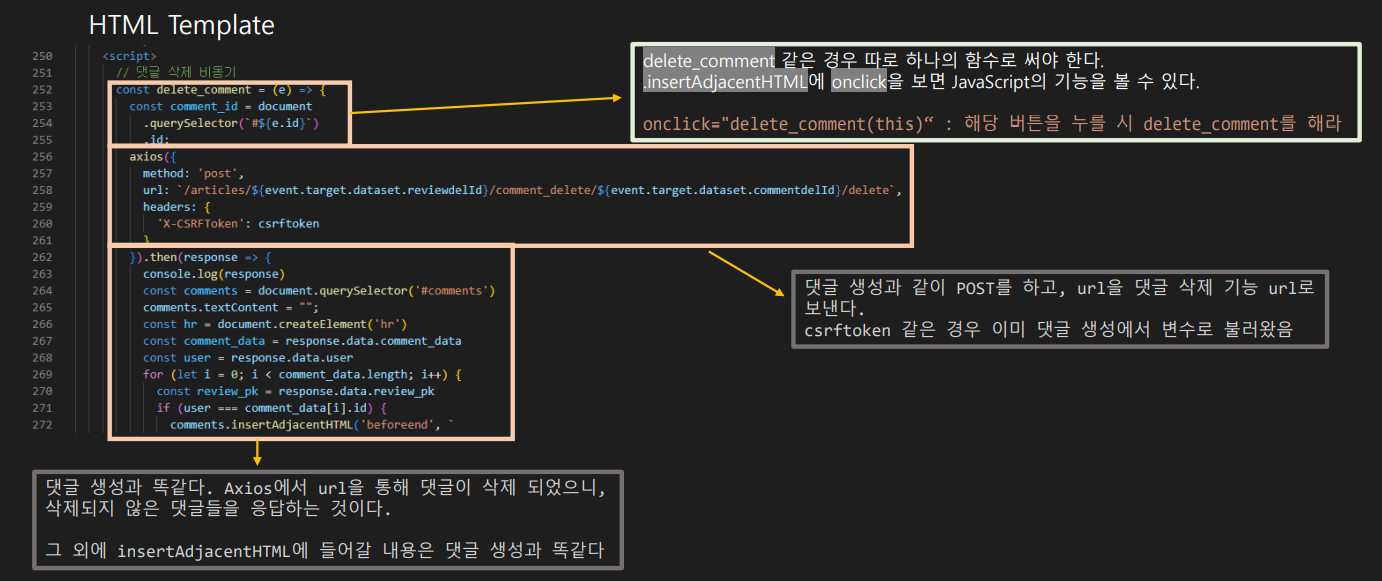 HTML Template
250 <script>
251 // 댓글 삭제 비동기
252 const delete_comment = (e) => {
253 const comment_id = document
254 .querySelector(`#${e.id}`)
255 .id;
256 axios({
257 method: 'post',
258 url: `/articles/${event.target.dataset.reviewdelId}/comment_delete/${event.target.dataset.commentdelId}/delete`,
259 headers: {
260 'X-CSRFToken': csrftoken
261 }
262 }).then(response => {
263 console.log(response)
264 const comments = document.querySelector('#comments')
265 comments.textContent = "";
266 const hr = document.createElement('hr')
267 const comment_data = response.data.comment_data
268 const user = response.data.user
269 for (let i = 0; i < comment_data.length; i++) {
270 const review_pk = response.data.review_pk
271 if (user === comment_data[i].id) {
272 comments.insertAdjacentHTML('beforeend', `
delete_comment 같은 경우 따로 하나의 함수로 써야 한다.
.insertAdjacentHTML에 onclick을 보면 JavaScript의 기능을 볼 수 있다.
onclick="delete_comment(this)“ : 해당 버튼을 누를 시 delete_comment를 해라
댓글 생성과 같이 POST를 하고, url을 댓글 삭제 기능 url로
보낸다.
csrftoken 같은 경우 이미 댓글 생성에서 변수로 불러왔음
댓글 생성과 똑같다. Axios에서 url을 통해 댓글이 삭제 되었으니,
삭제되지 않은 댓글들을 응답하는 것이다.
그 외에 insertAdjacentHTML에 들어갈 내용은 댓글 생성과 똑같다